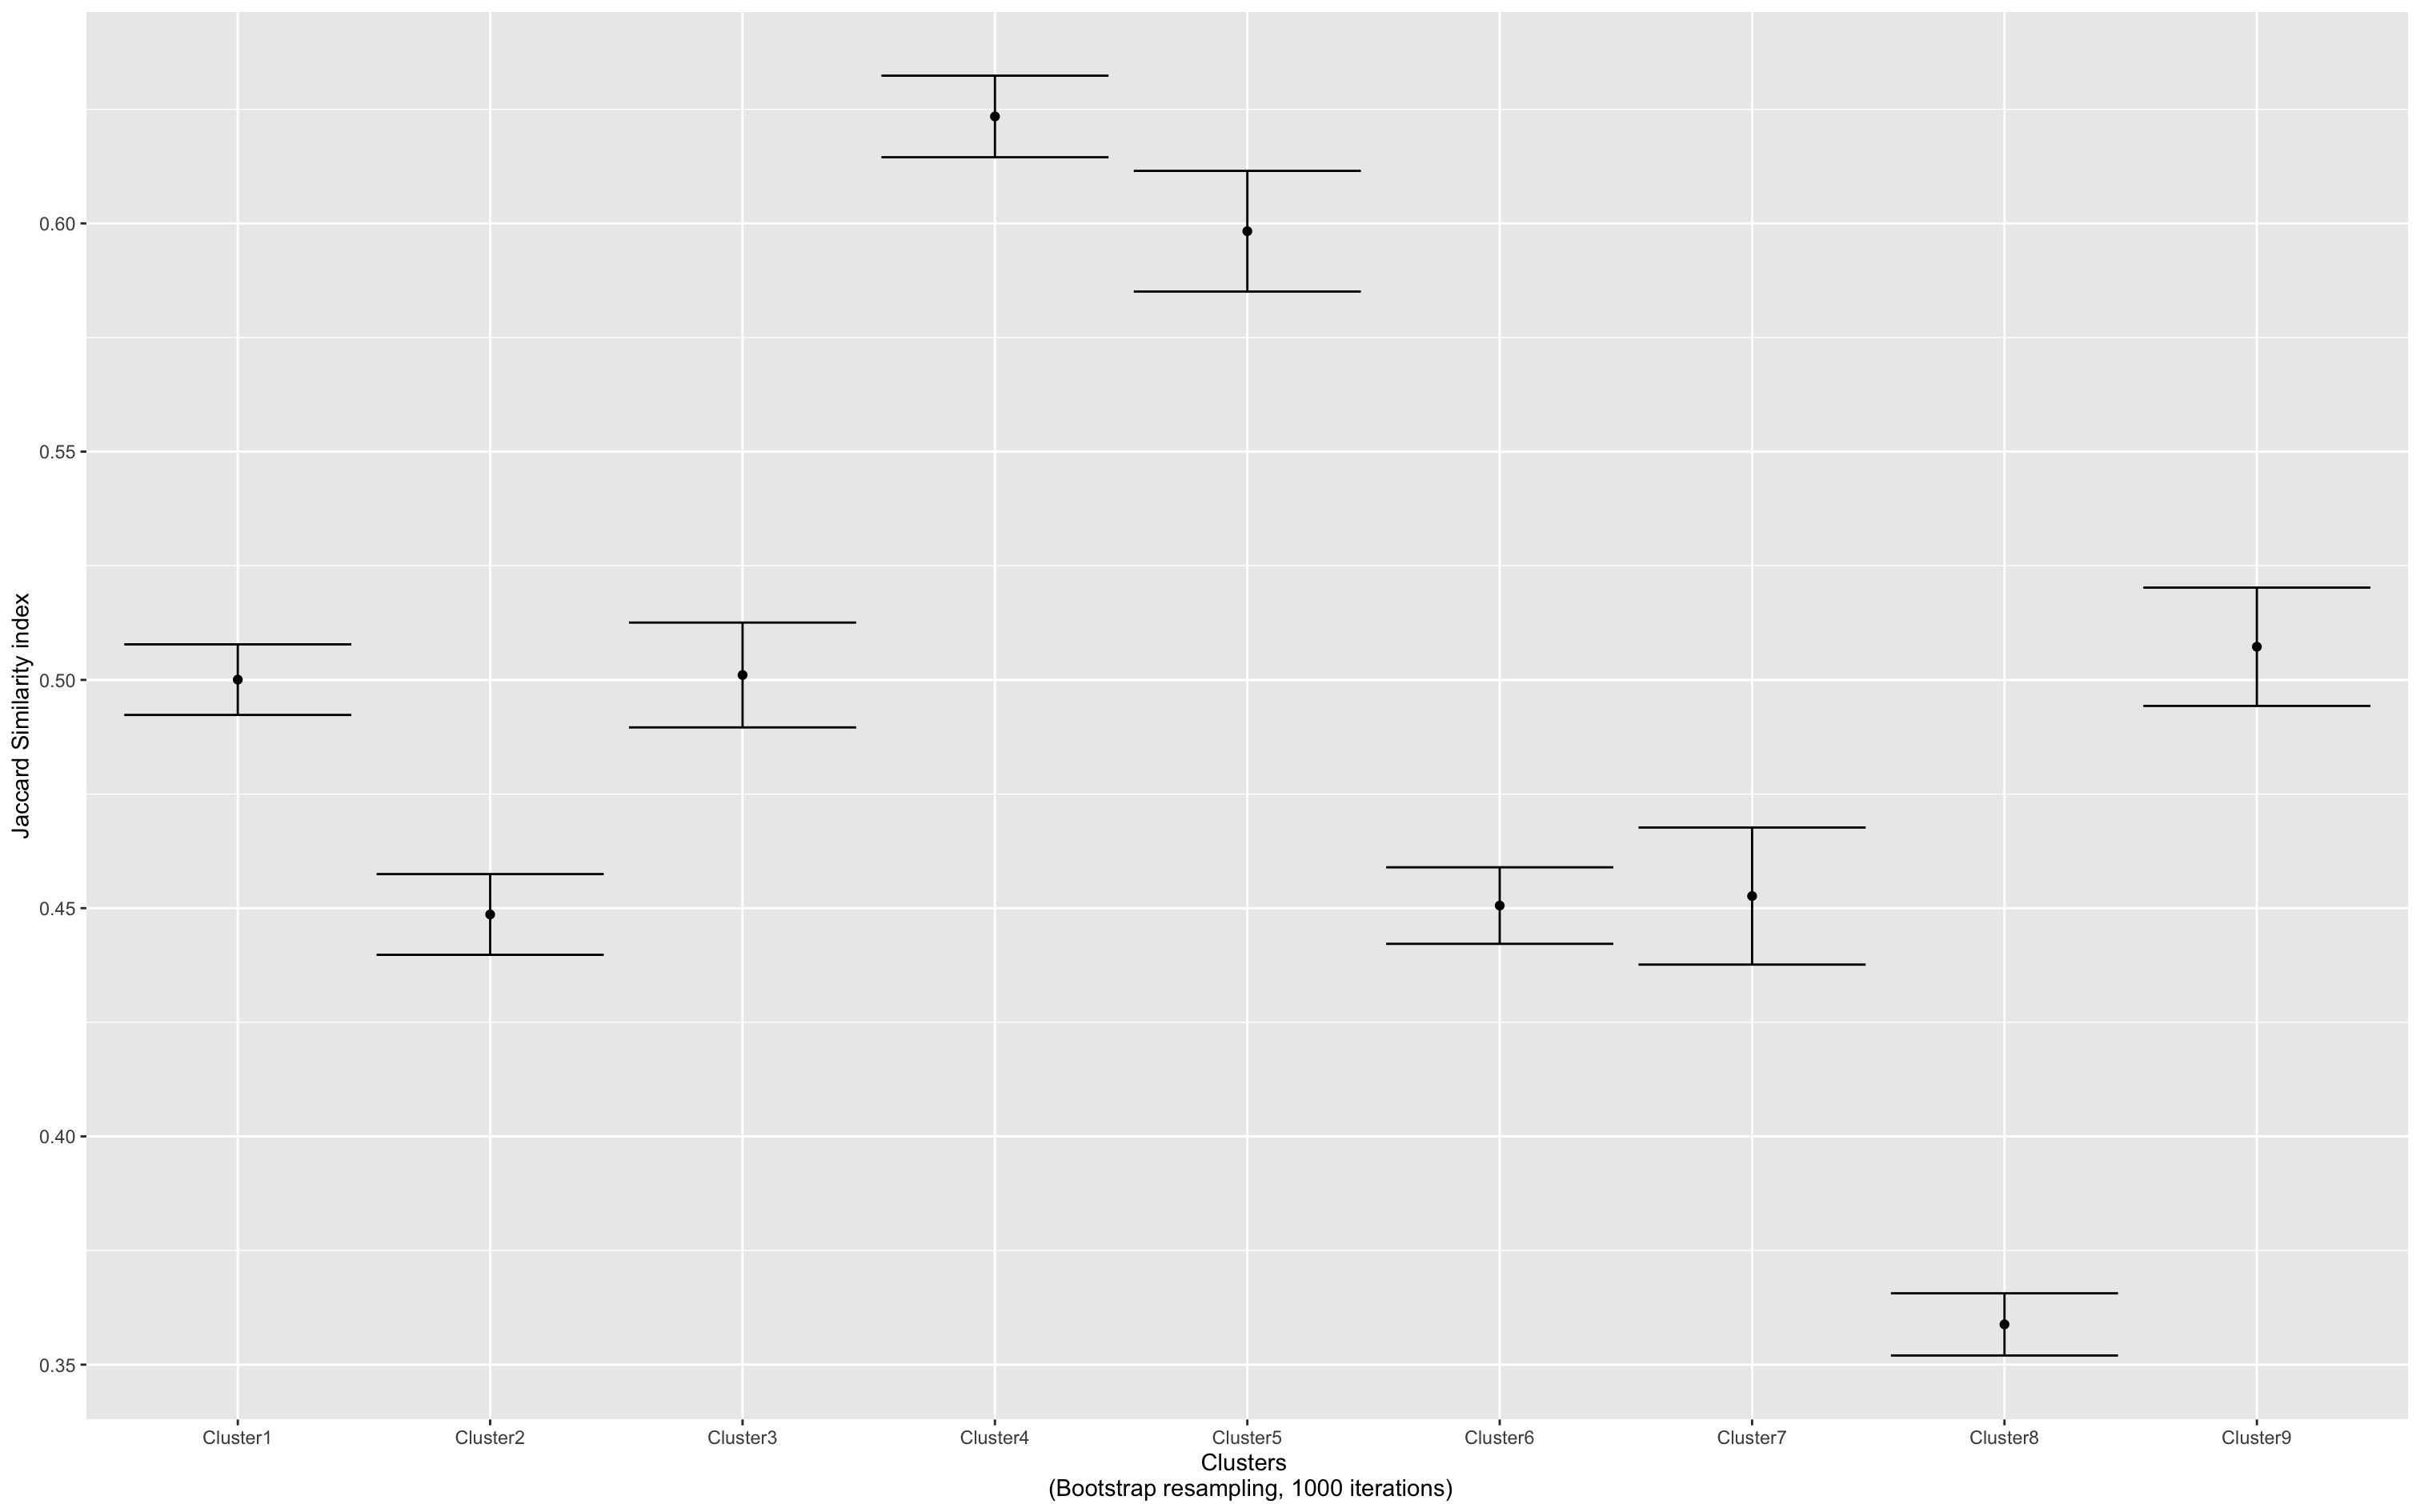 Jaccard Similarity index
0.60
0.55
0.50
0.45
0.40
0.35
Cluster1 Cluster2 Cluster3 Cluster4 Cluster5 Cluster6 Cluster7 Cluster8 Cluster9
Clusters
(Bootstrap resampling, 1000 iterations)